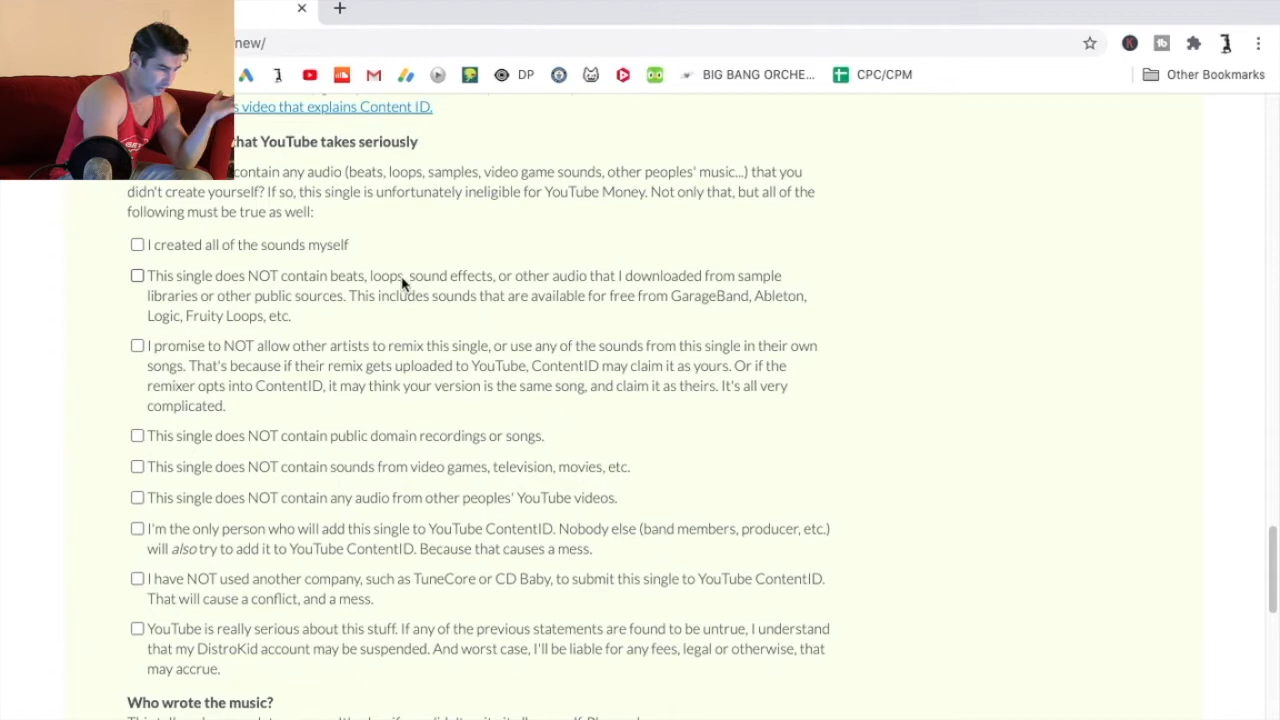 new/
DP
BIG BANG ORCHE...
CPC/CPM
Other Bookmarks
s video that explains Content ID.
hat YouTube takes seriously
contain any audio (beats, loops, samples, video game sounds, other peoples' music...) that you
didn't create yourself? If so, this single is unfortunately ineligible for YouTube Money. Not only that, but all of the
following must be true as well:
I created all of the sounds myself
This single does NOT contain beats, loops, sound effects, or other audio that I downloaded from sample
libraries or other public sources. This includes sounds that are available for free from GarageBand, Ableton,
Logic, Fruity Loops, etc.
I promise to NOT allow other artists to remix this single, or use any of the sounds from this single in their own
songs. That's because if their remix gets uploaded to YouTube, ContentID may claim it as yours. Or if the
remixer opts into ContentID, it may think your version is the same song, and claim it as theirs. It's all very
complicated.
This single does NOT contain public domain recordings or songs.
This single does NOT contain sounds from video games, television, movies, etc.
This single does NOT contain any audio from other peoples' YouTube videos.
I'm the only person who will add this single to YouTube ContentID. Nobody else (band members, producer, etc.)
will also try to add it to YouTube ContentID. Because that causes a mess.
I have NOT used another company, such as TuneCore or CD Baby, to submit this single to YouTube ContentID.
That will cause a conflict, and a mess.
YouTube is really serious about this stuff. If any of the previous statements are found to be untrue, I understand
that my DistroKid account may be suspended. And worst case, I'll be liable for any fees, legal or otherwise, that
may accrue.
Who wrote the music?